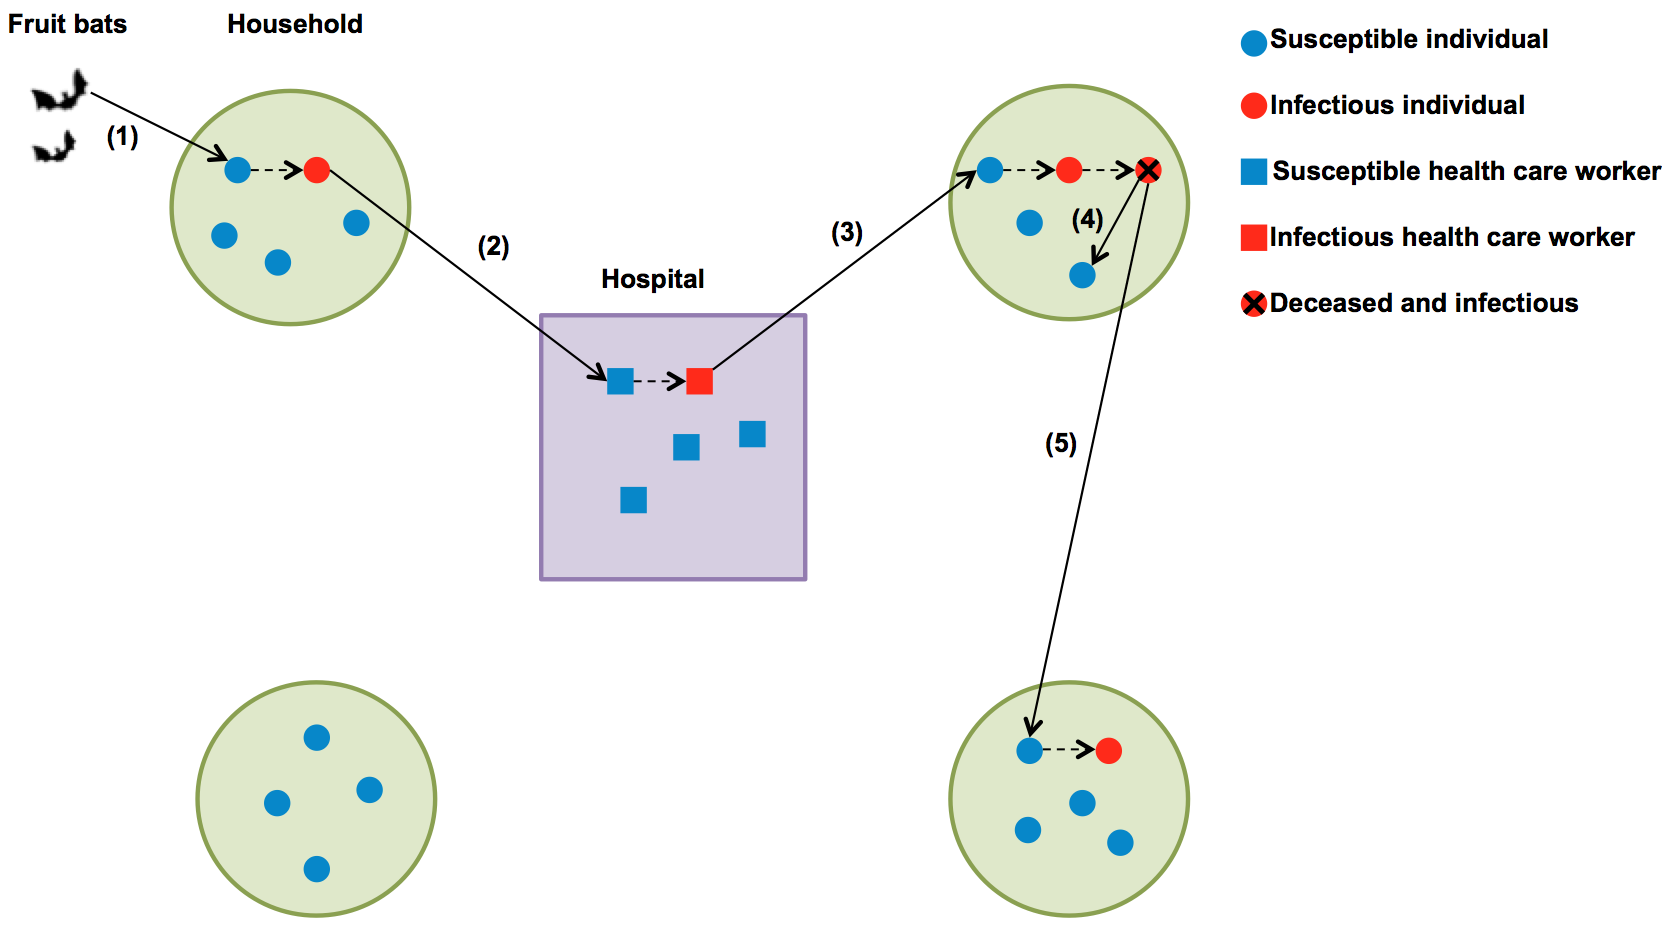 Fruit bats
Household
Susceptible individual
Infectious individual
Susceptible health care worker
Infectious health care worker
Deceased and infectious
(1)
(2)
(3)
(4)
Hospital
(5)